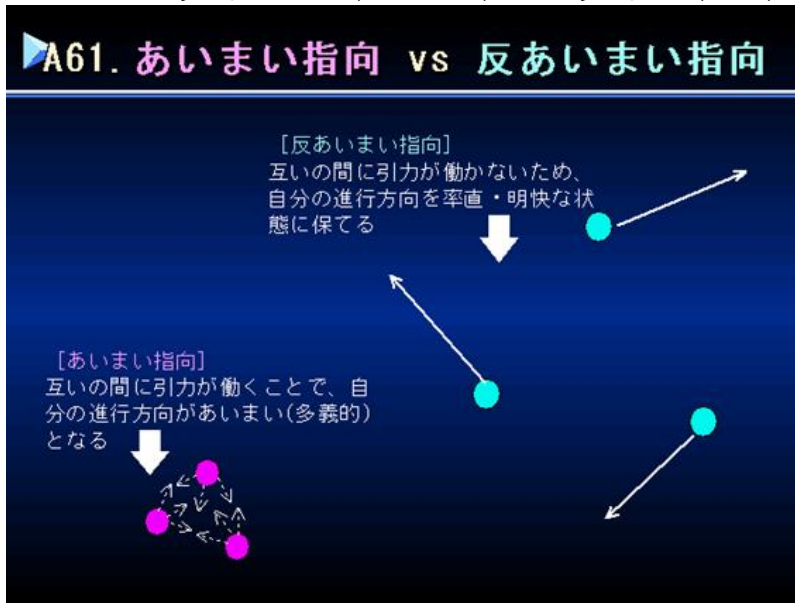 A61.あいまい指向 vs 反あいまい指向
[反あいまい指向]
互いの間に引力が働かないため、
自分の進行方向を率直・明快な状
態に保てる
[あいまい指向]
互いの間に引力が働くことで、自
分の進行方向があいまい(多義的)
となる